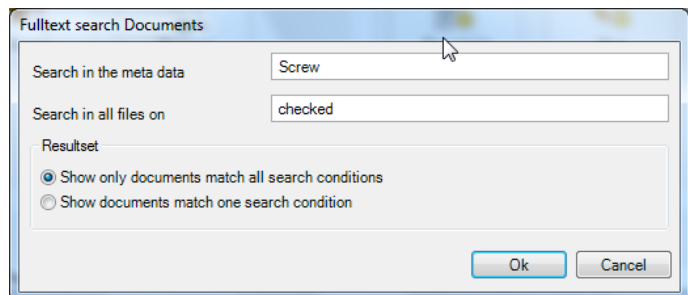 Fulltext search Documents
Search in the meta data Screw
Search in all files on checked
Resultset
Show only documents match all search conditions
Show documents match one search condition
Ok Cancel